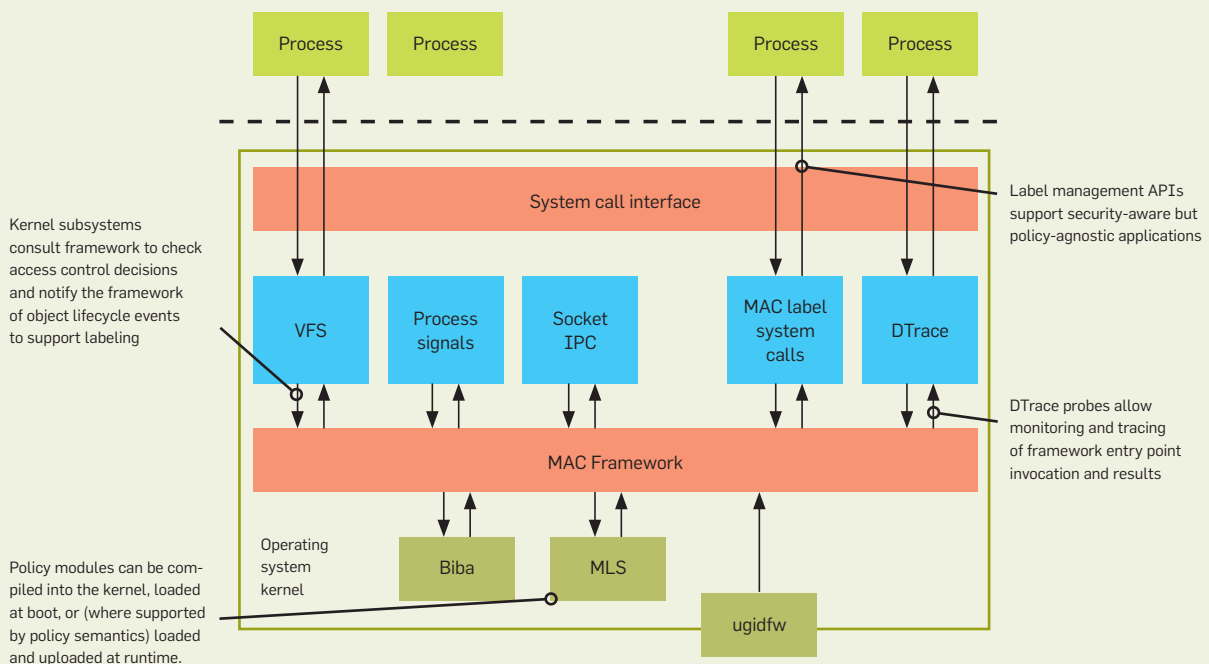 Process
Process
Process
Process
System call interface
Label management APIs
support security-aware but
policy-agnostic applications
Kernel subsystems
consult framework to check
access control decisions
and notify the framework
of object lifecycle events
to support labeling
VFS
Process
signals
Socket
IPC
MAC label
system
calls
DTrace
DTrace probes allow
monitoring and tracing
of framework entry point
invocation and results
MAC Framework
Operating
system
kernel
Biba
MLS
ugidfw
Policy modules can be com-
piled into the kernel, loaded
at boot, or (where supported
by policy semantics) loaded
and uploaded at runtime.